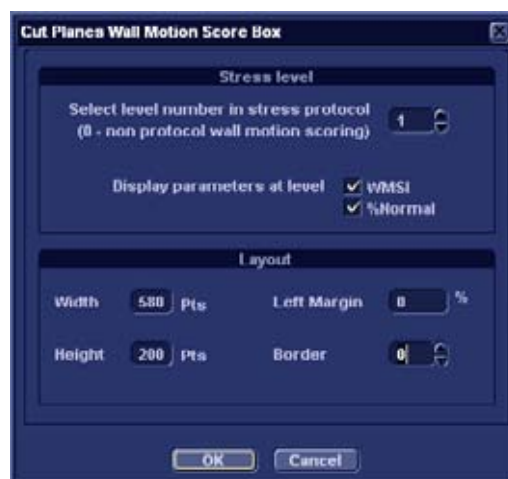 Cut Planes Wall Motion Score Box
Stress level
Select level number in stress protocol 1
(0 - non protocol wall motion scoring)
Display parameters at level WMSI
%Normal
Layout
Width 580 Pts Left Margin 0 %
Height 200 Pts Border 0
OK Cancel